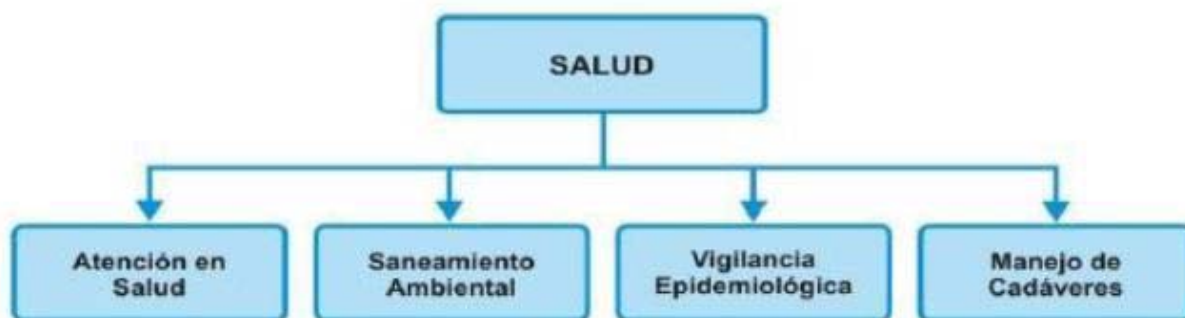 SALUD
Atención en
Salud
Saneamiento
Ambiental
Vigilancia
Epidemiológica
Manejo de
Cadáveres